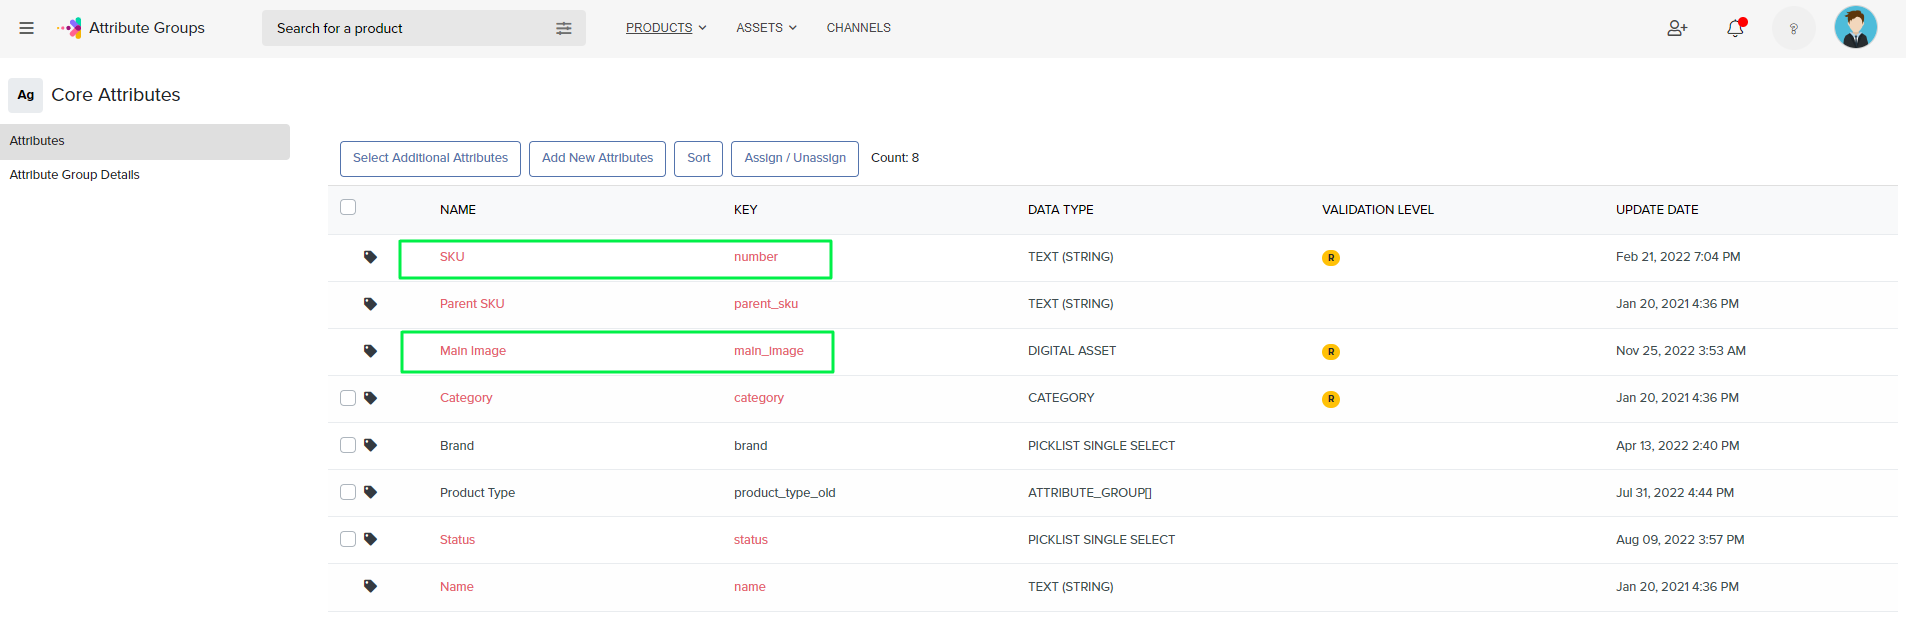 Attribute Groups Search for a product PRODUCTS ASSETS CHANNELS ?
Ag Core Attributes
Attributes
Attribute Group Details
Select Additional Attributes Add New Attributes Sort Assign / Unassign Count: 8
NAME KEY DATA TYPE VALIDATION LEVEL UPDATE DATE
SKU number TEXT (STRING) R Feb 21, 2022 7:04 PM
Parent SKU parent_sku TEXT (STRING) Jan 20, 2021 4:36 PM
Main Image main_image DIGITAL ASSET R Nov 25, 2022 3:53 AM
Category category CATEGORY R Jan 20, 2021 4:36 PM
Brand brand PICKLIST SINGLE SELECT Apr 13, 2022 2:40 PM
Product Type product_type_old ATTRIBUTE_GROUP[] Jul 31, 2022 4:44 PM
Status status PICKLIST SINGLE SELECT Aug 09, 2022 3:57 PM
Name name TEXT (STRING) Jan 20, 2021 4:36 PM